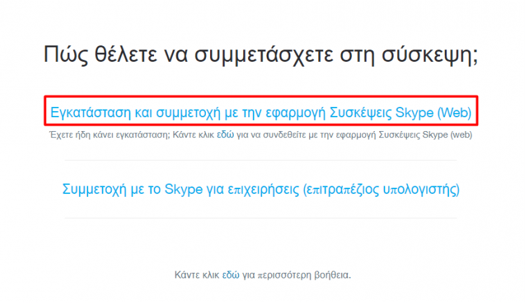 Πώς θέλετε να συμμετάσχετε στη σύσκεψη;
Εγκατάσταση και συμμετοχή με την εφαρμογή Συσκέψεις Skype (Web)
Έχετε ήδη κάνει εγκατάσταση; Κάντε κλικ εδώ για να συνδεθείτε με την εφαρμογή Συσκέψεις Skype (web)
Συμμετοχή με το Skype για επιχειρήσεις (επιτραπέζιος υπολογιστής)
Κάντε κλικ εδώ για περισσότερη βοήθεια.